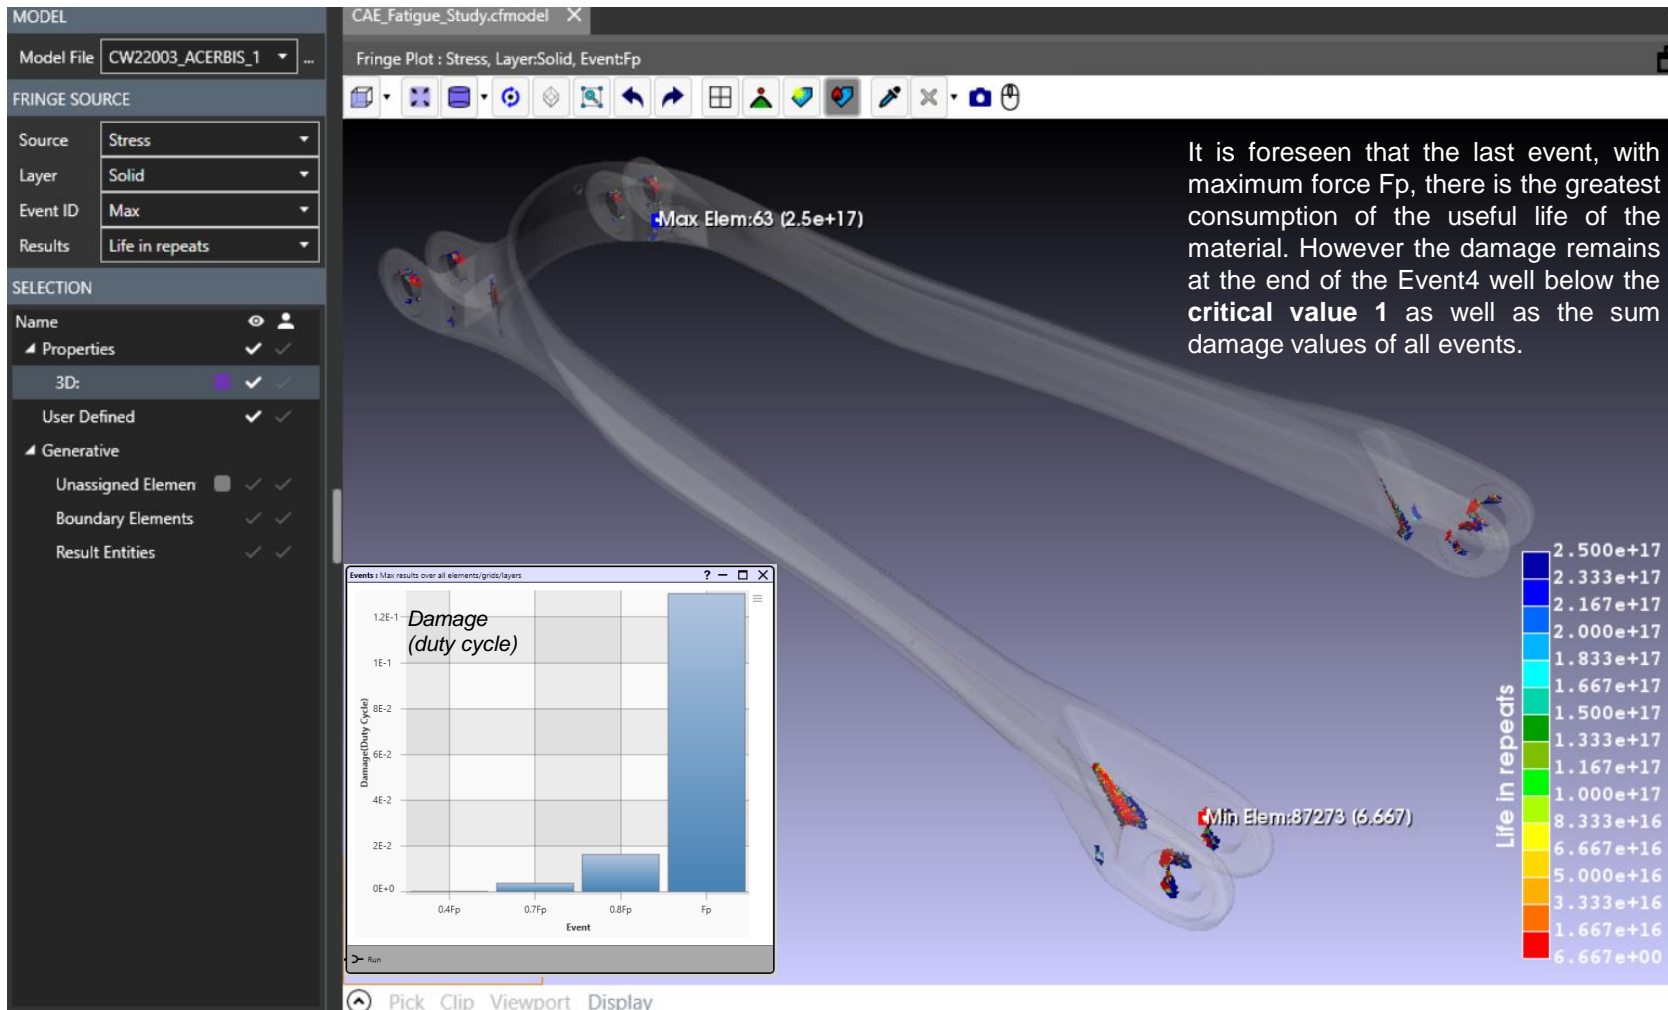 MODEL
Model File CW22003_ACERBIS_1 ...
FRINGE SOURCE
Source Stress
Layer Solid
Event ID Max
Results Life in repeats
SELECTION
Name
Properties
3D:
User Defined
Generative
Unassigned Elemen
Boundary Elements
Result Entities
CAE_Fatigue_Study.cfmodel
Fringe Plot : Stress, Layer:Solid, Event:Fp
It is foreseen that the last event, with
maximum force Fp, there is the greatest
consumption of the useful life of the
material. However the damage remains
at the end of the Event4 well below the
critical value 1 as well as the sum
damage values of all events.
Max Elem:63 (2.5e+17)
Min Elem:87273 (6.667)
Life in repeats
2.500e+17
2.333e+17
2.167e+17
2.000e+17
1.833e+17
1.667e+17
1.500e+17
1.333e+17
1.167e+17
1.000e+17
8.333e+16
6.667e+16
5.000e+16
3.333e+16
1.667e+16
6.667e+00
Events : Max results over all elements/grids/layers
Damage
(duty cycle)
Damage(Duty Cycle)
1.2E-1
1E-1
8E-2
6E-2
4E-2
2E-2
0E+0
0.4Fp 0.7Fp 0.8Fp Fp
Event
Run
Pick Clip Viewport Display